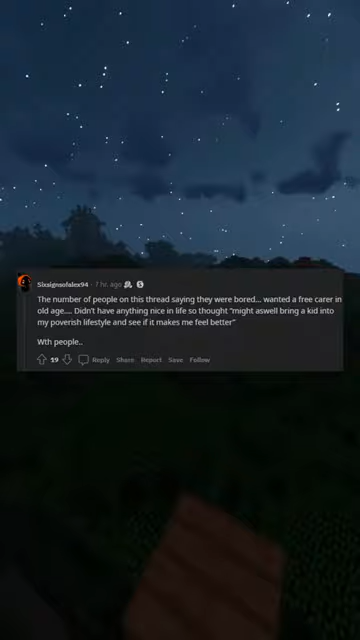 Sixsignsofalex94 · 7 hr. ago
The number of people on this thread saying they were bored... wanted a free carer in
old age.... Didn't have anything nice in life so thought "might aswell bring a kid into
my poverish lifestyle and see if it makes me feel better"
Wth people..
19 Reply Share Report Save Follow